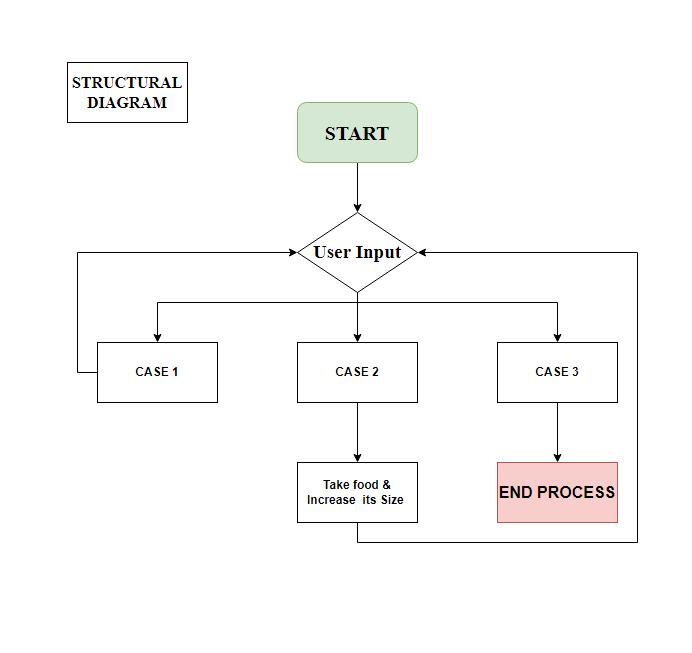 STRUCTURAL
DIAGRAM
START
User Input
CASE 1
CASE 2
CASE 3
Take food &
Increase its Size
END PROCESS